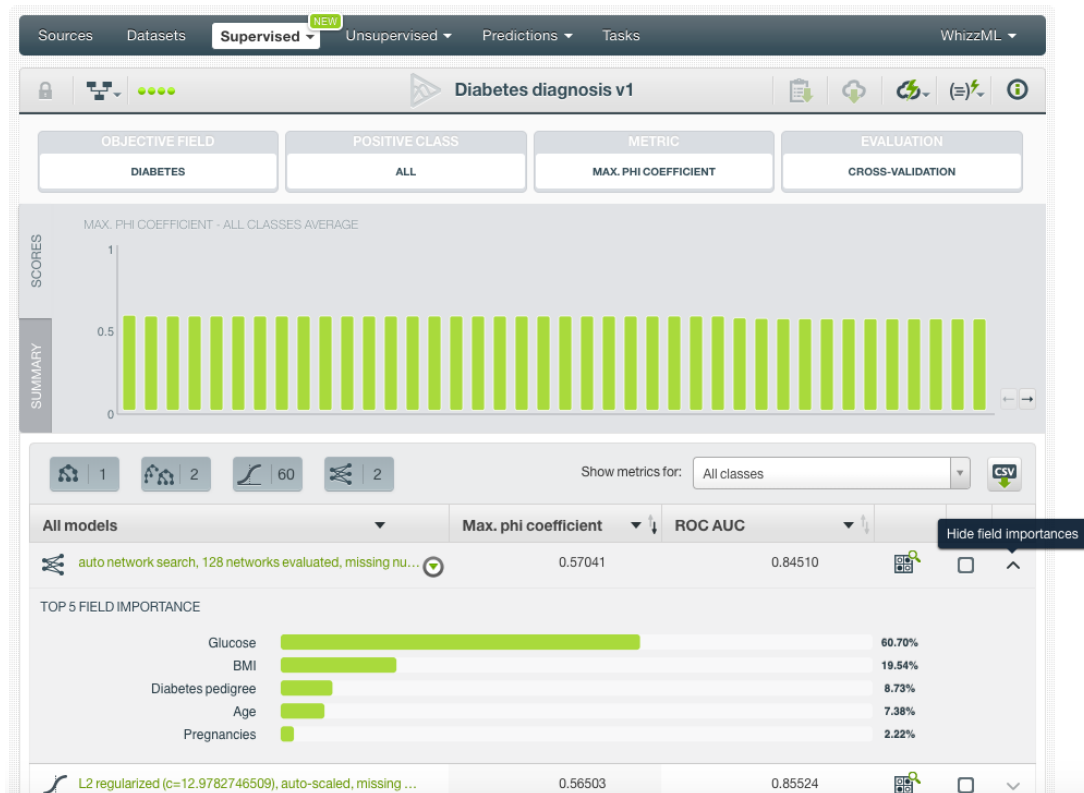 Sources Datasets Supervised NEW Unsupervised Predictions Tasks WhizzML
Diabetes diagnosis v1
OBJECTIVE FIELD POSITIVE CLASS METRIC EVALUATION
DIABETES ALL MAX. PHI COEFFICIENT CROSS-VALIDATION
SCORES
SUMMARY
MAX. PHI COEFFICIENT - ALL CLASSES AVERAGE
1
0.5
0
1 2 60 2 Show metrics for: All classes CSV
All models Max. phi coefficient ROC AUC
Hide field importances
auto network search, 128 networks evaluated, missing nu... 0.57041 0.84510
TOP 5 FIELD IMPORTANCE
Glucose 60.70%
BMI 19.54%
Diabetes pedigree 8.73%
Age 7.38%
Pregnancies 2.22%
L2 regularized (c=12.9782746509), auto-scaled, missing ... 0.56503 0.85524